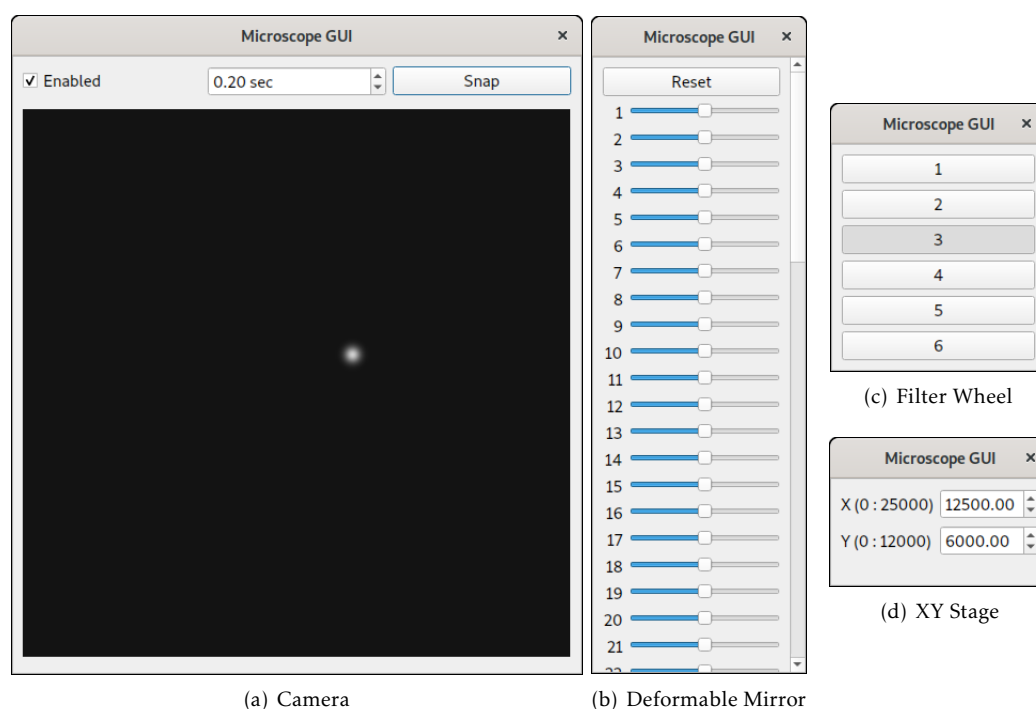 Microscope GUI ×
Enabled 0.20 sec Snap
(a) Camera
Microscope GUI ×
Reset
1
2
3
4
5
6
7
8
9
10
11
12
13
14
15
16
17
18
19
20
21
22
(b) Deformable Mirror
Microscope GUI ×
1
2
3
4
5
6
(c) Filter Wheel
Microscope GUI ×
X (0 : 25000) 12500.00
Y (0 : 12000) 6000.00
(d) XY Stage